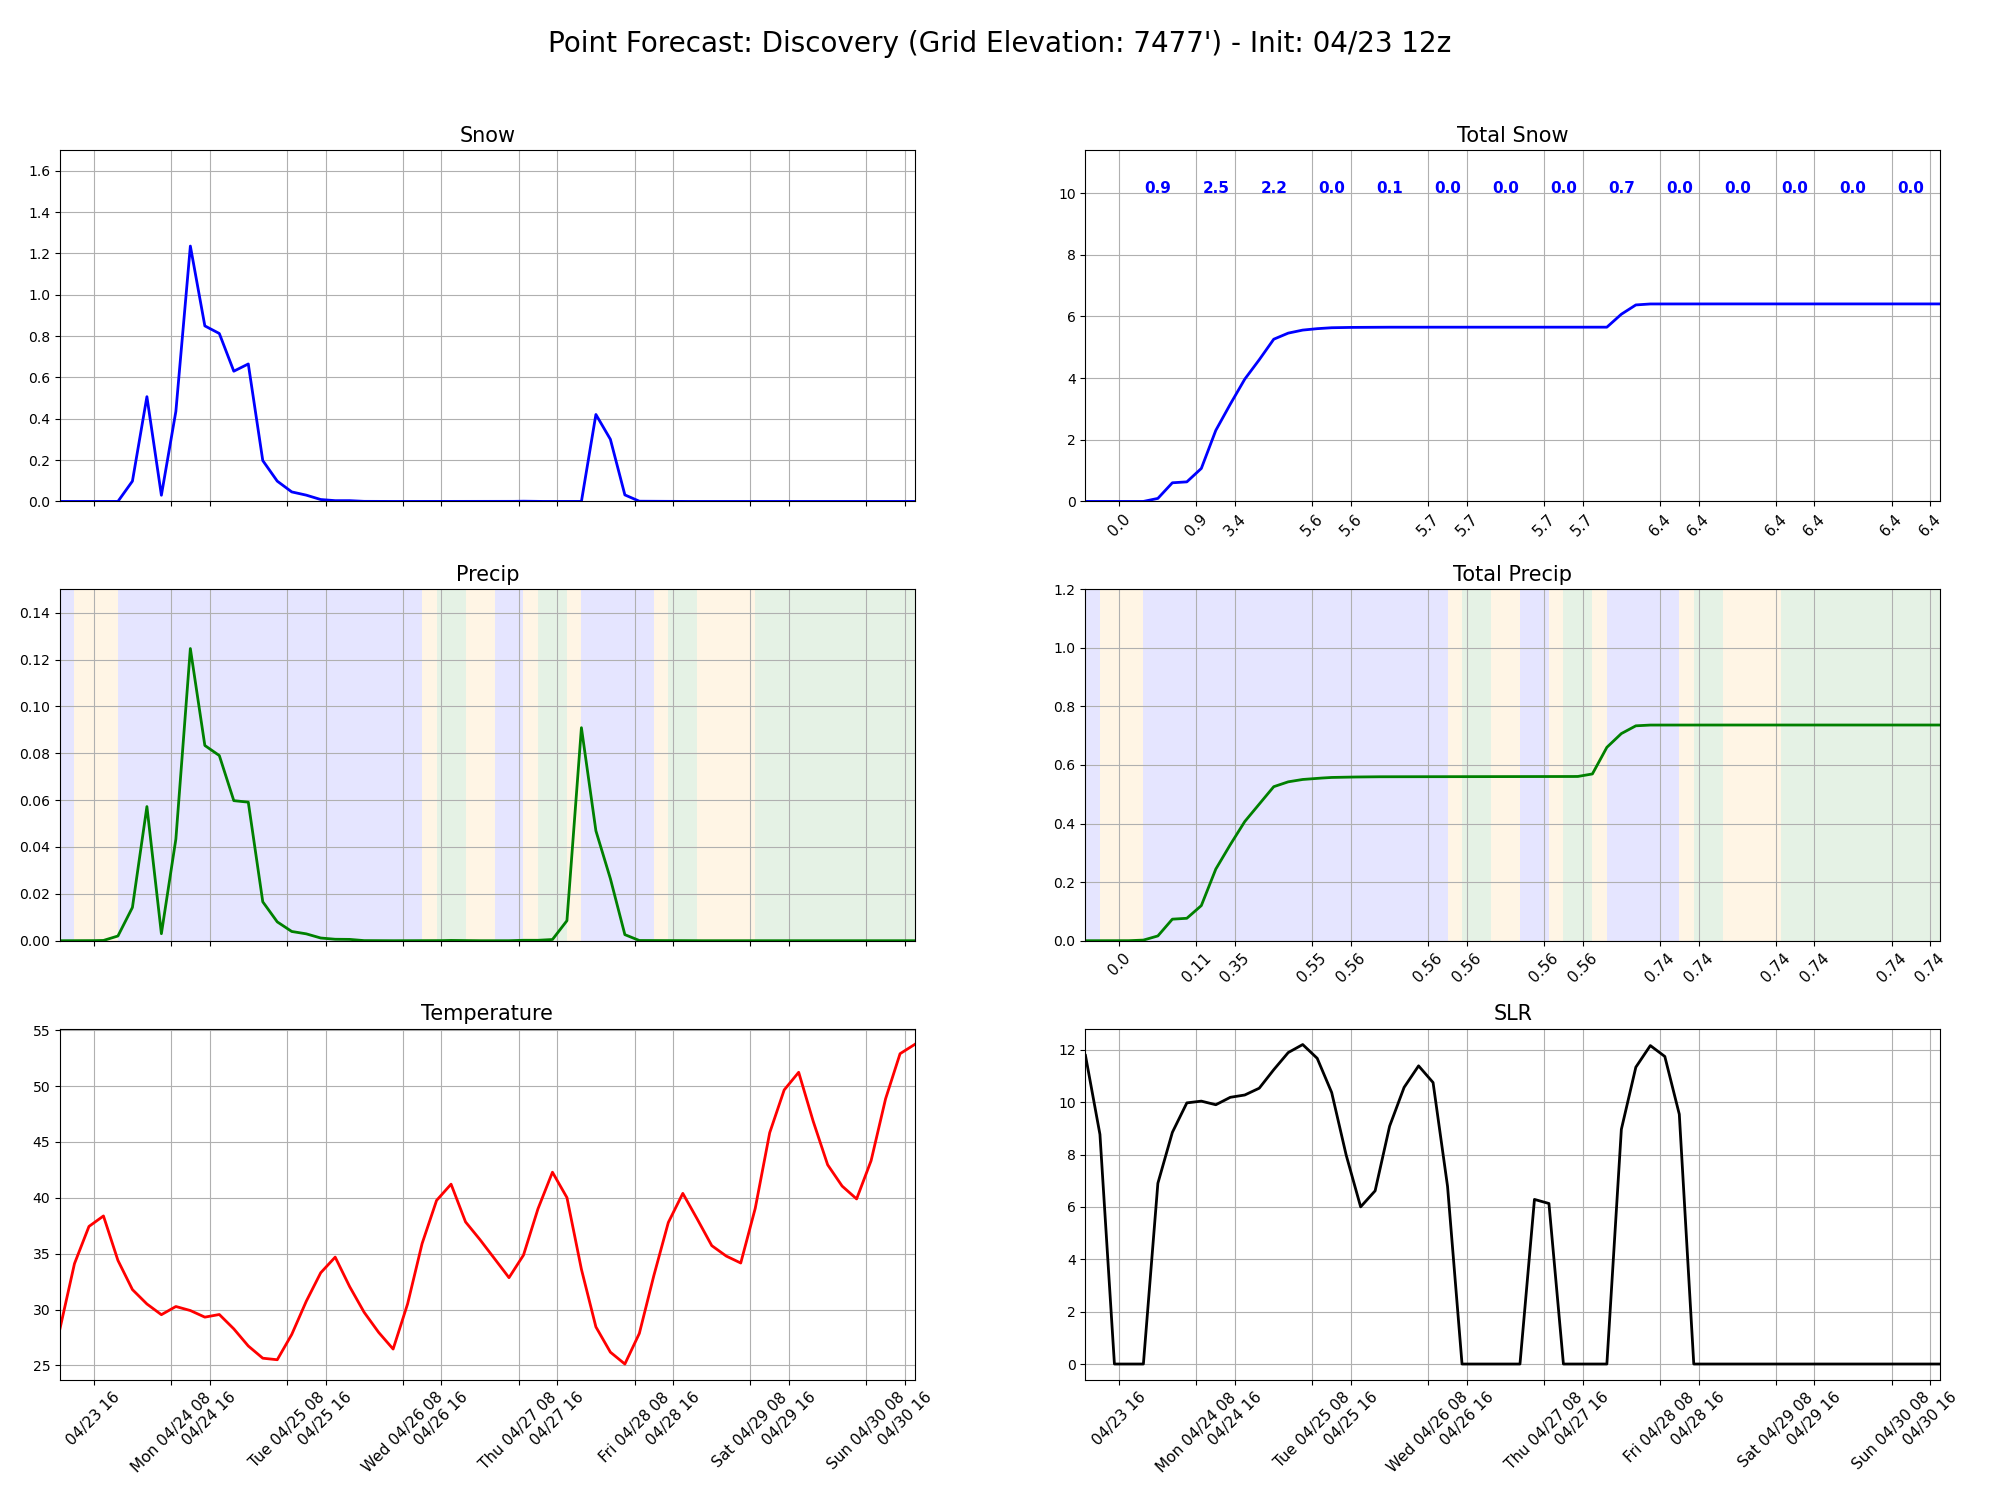 Point Forecast: Discovery (Grid Elevation: 7477') - Init: 04/23 12z
Snow
1.6
1.4
1.2
1.0
0.8
0.6
0.4
0.2
0.0
Total Snow
0.9 2.5 2.2 0.0 0.1 0.0 0.0 0.0 0.7 0.0 0.0 0.0 0.0 0.0
10
8
6
4
2
0
0.0 0.9 3.4 5.6 5.6 5.7 5.7 5.7 5.7 6.4 6.4 6.4 6.4 6.4 6.4
Precip
0.14
0.12
0.10
0.08
0.06
0.04
0.02
0.00
Total Precip
1.2
1.0
0.8
0.6
0.4
0.2
0.0
0.0 0.11 0.35 0.55 0.56 0.56 0.56 0.56 0.56 0.74 0.74 0.74 0.74 0.74 0.74
Temperature
55
50
45
40
35
30
25
04/23 16
Mon 04/24 08
04/24 16
Tue 04/25 08
04/25 16
Wed 04/26 08
04/26 16
Thu 04/27 08
04/27 16
Fri 04/28 08
04/28 16
Sat 04/29 08
04/29 16
Sun 04/30 08
04/30 16
SLR
12
10
8
6
4
2
0
04/23 16
Mon 04/24 08
04/24 16
Tue 04/25 08
04/25 16
Wed 04/26 08
04/26 16
Thu 04/27 08
04/27 16
Fri 04/28 08
04/28 16
Sat 04/29 08
04/29 16
Sun 04/30 08
04/30 16